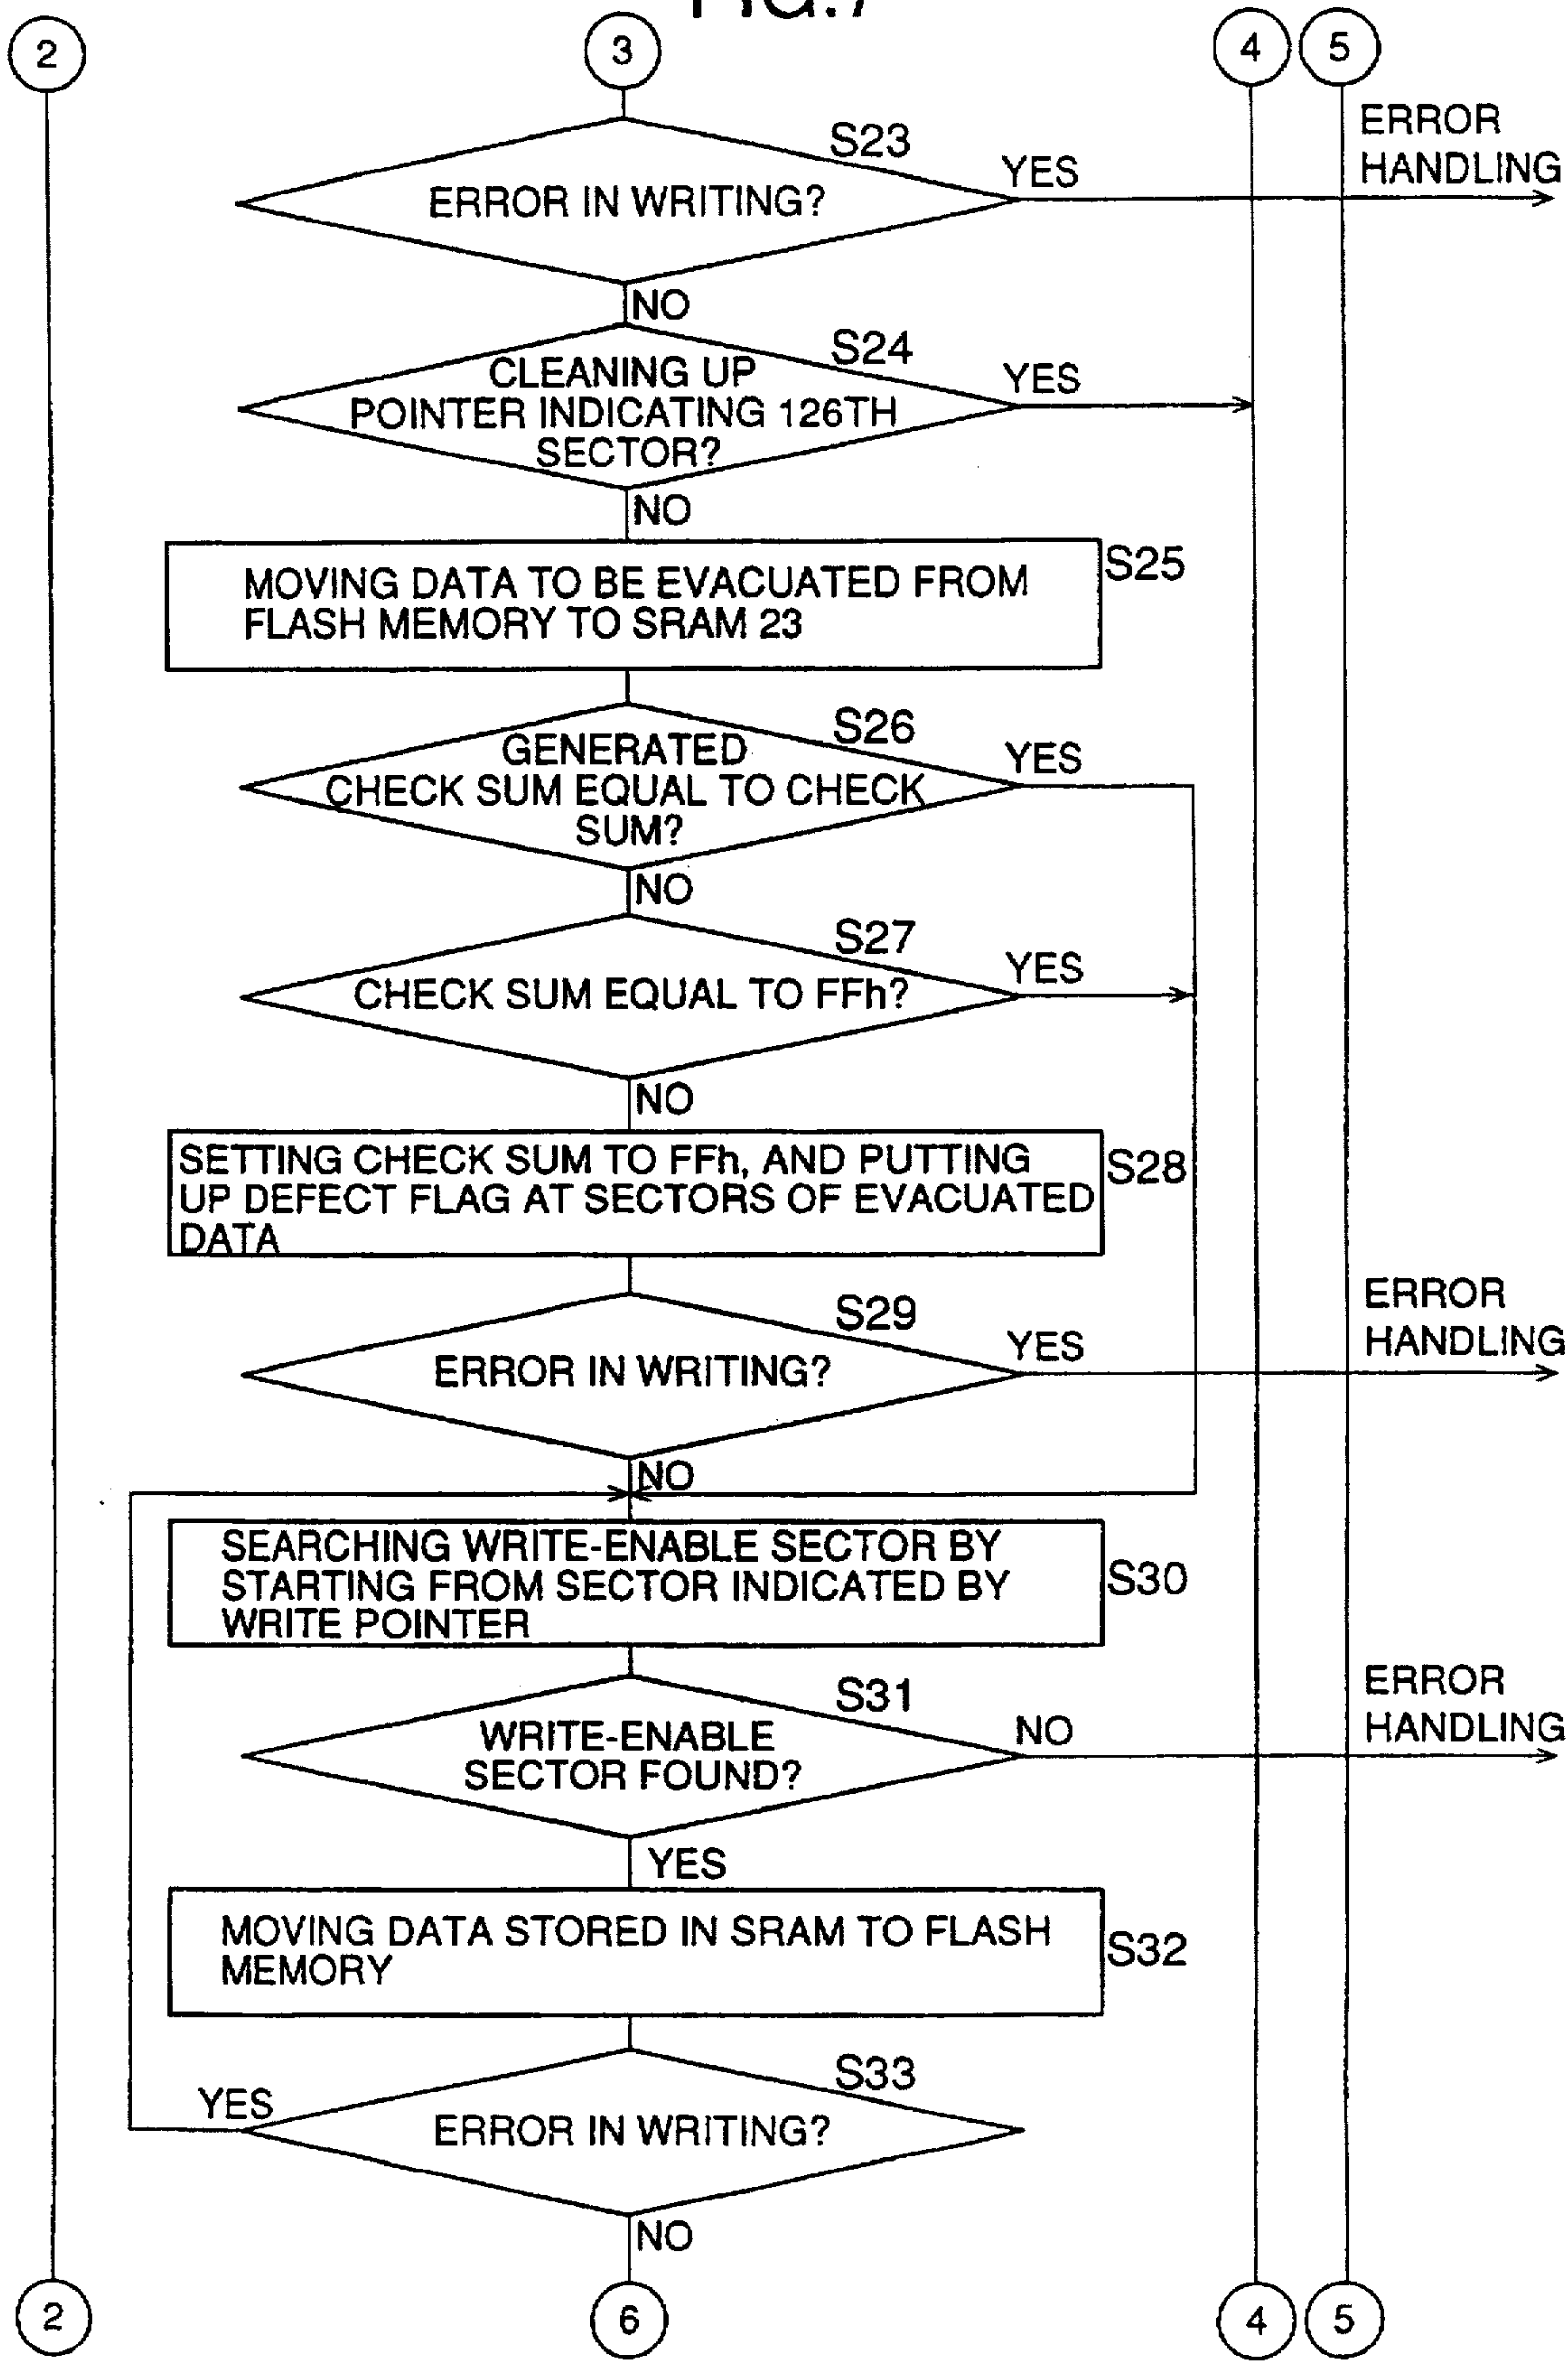 FIG.7
2
3
4
5
S23
ERROR IN WRITING?
YES
ERROR
HANDLING
NO
S24
CLEANING UP
POINTER INDICATING 126TH
SECTOR?
YES
NO
S25
MOVING DATA TO BE EVACUATED FROM
FLASH MEMORY TO SRAM 23
S26
GENERATED
CHECK SUM EQUAL TO CHECK
SUM?
YES
NO
S27
CHECK SUM EQUAL TO FFh?
YES
NO
SETTING CHECK SUM TO FFh, AND PUTTING
UP DEFECT FLAG AT SECTORS OF EVACUATED
DATA
S28
S29
ERROR IN WRITING?
YES
ERROR
HANDLING
NO
SEARCHING WRITE-ENABLE SECTOR BY
STARTING FROM SECTOR INDICATED BY
WRITE POINTER
S30
S31
WRITE-ENABLE
SECTOR FOUND?
NO
ERROR
HANDLING
YES
MOVING DATA STORED IN SRAM TO FLASH
MEMORY
S32
S33
YES
ERROR IN WRITING?
NO
2
6
4
5